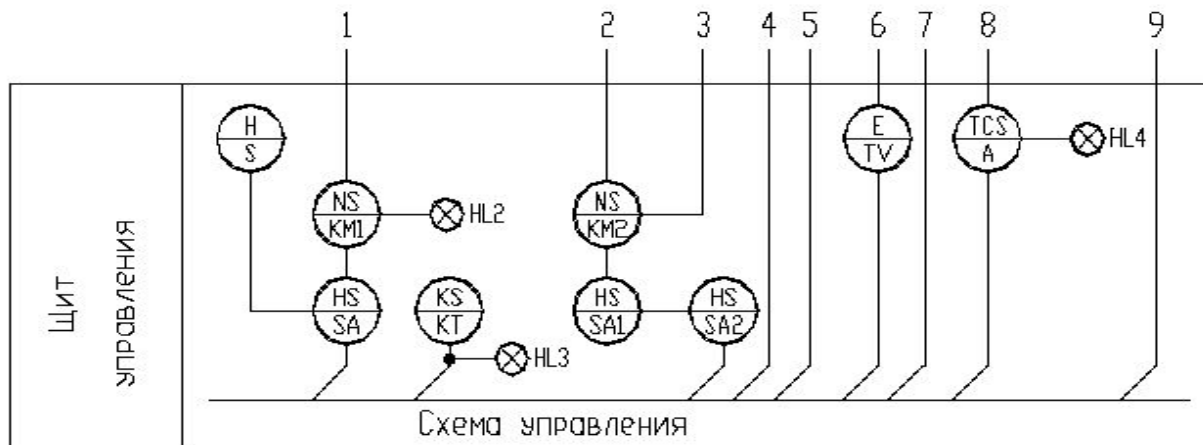 1 2 3 4 5 6 7 8 9
H
S
E
TV
TCS
A
HL4
NS
KM1
HL2
NS
KM2
HS
SA
KS
KT
HS
SA1
HS
SA2
HL3
Щит
управления
Схема управления